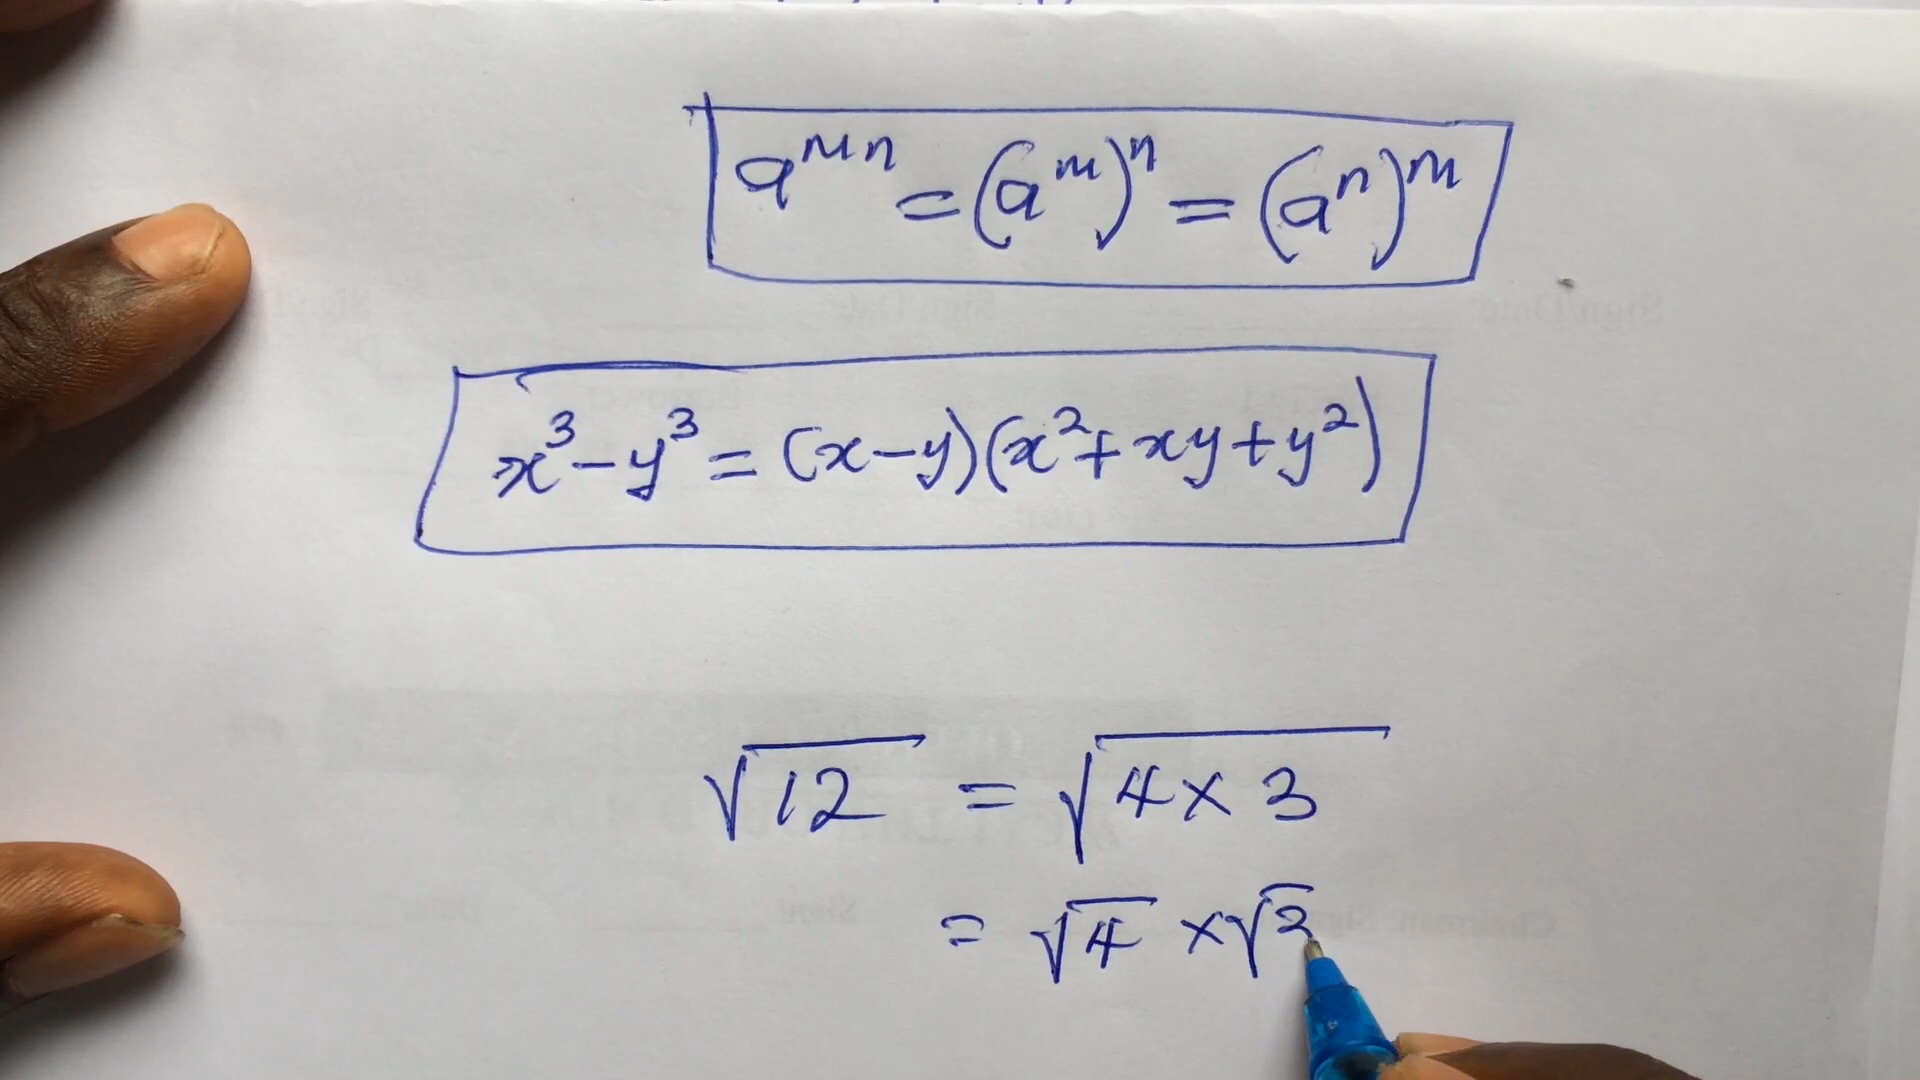 a^{mn} = (a^m)^n = (a^n)^m
x^3 - y^3 = (x-y)(x^2 + xy + y^2)
√12 = √4×3
= √4 ×√3